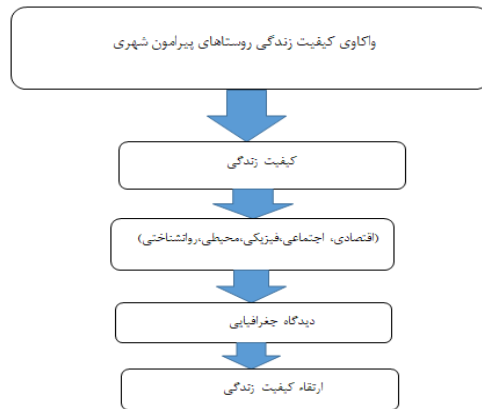 واکاوی کیفیت زندگی روستاهای پیرامون شهری
کیفیت زندگی
(اقتصادی، اجتماعی،فیزیکی،محیطی،روانشناختی)
دیدگاه جغرافیایی
ارتقاء کیفیت زندگی